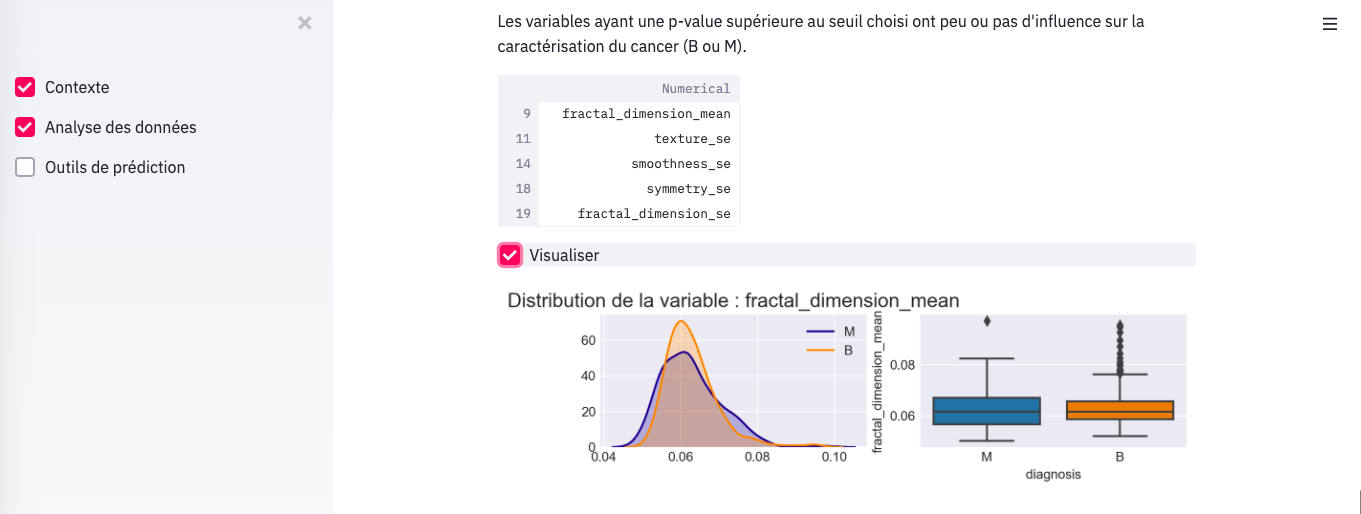 Les variables ayant une p-value supérieure au seuil choisi ont peu ou pas d'influence sur la
caractérisation du cancer (B ou M).
Contexte
Analyse des données
Outils de prédiction
Numerical
9 fractal_dimension_mean
11 texture_se
14 smoothness_se
18 symmetry_se
19 fractal_dimension_se
Visualiser
Distribution de la variable : fractal_dimension_mean
M
B
60
40
20
0
0.04 0.06 0.08 0.10
fractal_dimension_mean
0.08
0.06
M B
diagnosis